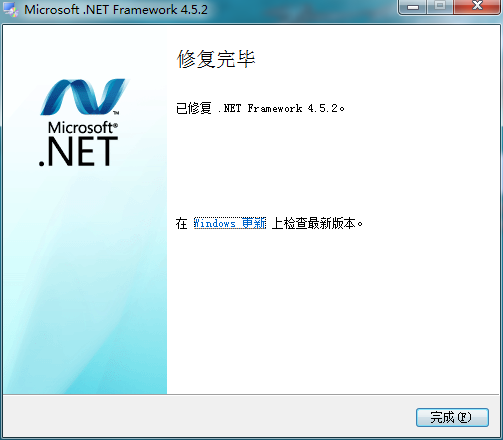 Microsoft .NET Framework 4.5.2
修复完毕
Microsoft®
.NET
已修复 .NET Framework 4.5.2。
在 Windows 更新 上检查最新版本。
完成(F)